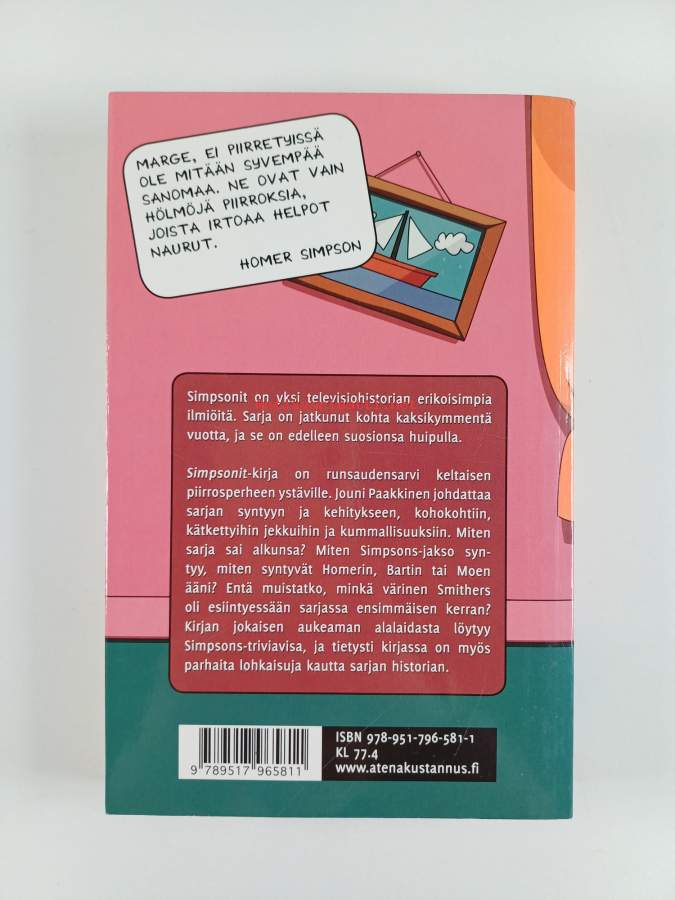 MARGE, EI PIIRRETYISSÄ
OLE MITÄÄN SYVEMPÄÄ
SANOMAA. NE OVAT VAIN
HÖLMÖJÄ PIIRROKSIA,
JOISTA IRTOAA HELPOT
NAURUT.
HOMER SIMPSON
Simpsonit on yksi televisiohistorian erikoisimpia
ilmiöitä. Sarja on jatkunut kohta kaksikymmentä
vuotta, ja se on edelleen suosionsa huipulla.
Simpsonit-kirja on runsaudensarvi keltaisen
piirrosperheen ystäville. Jouni Paakkinen johdattaa
sarjan syntyyn ja kehitykseen, kohokohtiin,
kätkettyihin jekkuihin ja kummallisuuksiin. Miten
sarja sai alkunsa? Miten Simpsons-jakso syn-
tyy, miten syntyvät Homerin, Bartin tai Moen
ääni? Entä muistatko, minkä värinen Smithers
oli esiintyessään sarjassa ensimmäisen kerran?
Kirjan jokaisen aukeaman alalaidasta löytyy
Simpsons-triviavisa, ja tietysti kirjassa on myös
parhaita lohkaisuja kautta sarjan historian.
ISBN 978-951-796-581-1
KL 77.4
www.atenakustannus.fi
9 789517 965811